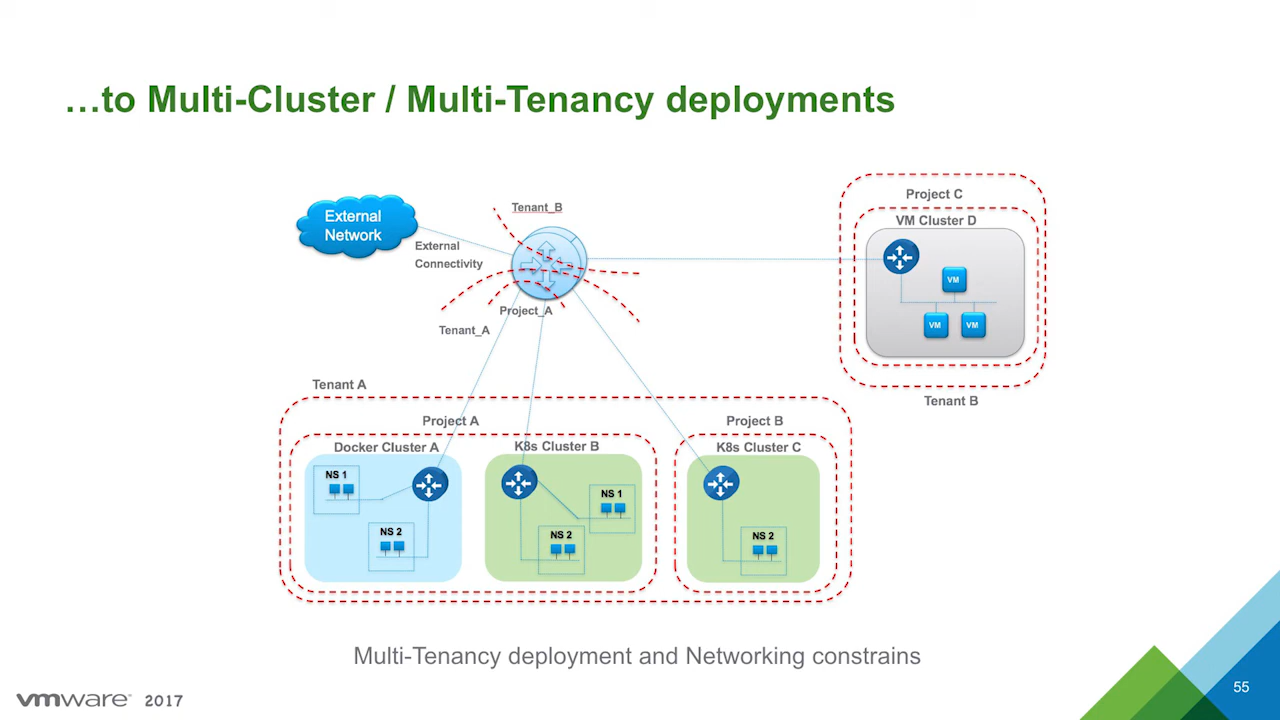 …to Multi-Cluster / Multi-Tenancy deployments
External
Network
External
Connectivity
Tenant_B
Project_A
Tenant_A
Project C
VM Cluster D
VM
VM
VM
Tenant B
Tenant A
Project A
Docker Cluster A
NS 1
NS 2
K8s Cluster B
NS 1
NS 2
Project B
K8s Cluster C
NS 2
Multi-Tenancy deployment and Networking constrains
vmware 2017
55